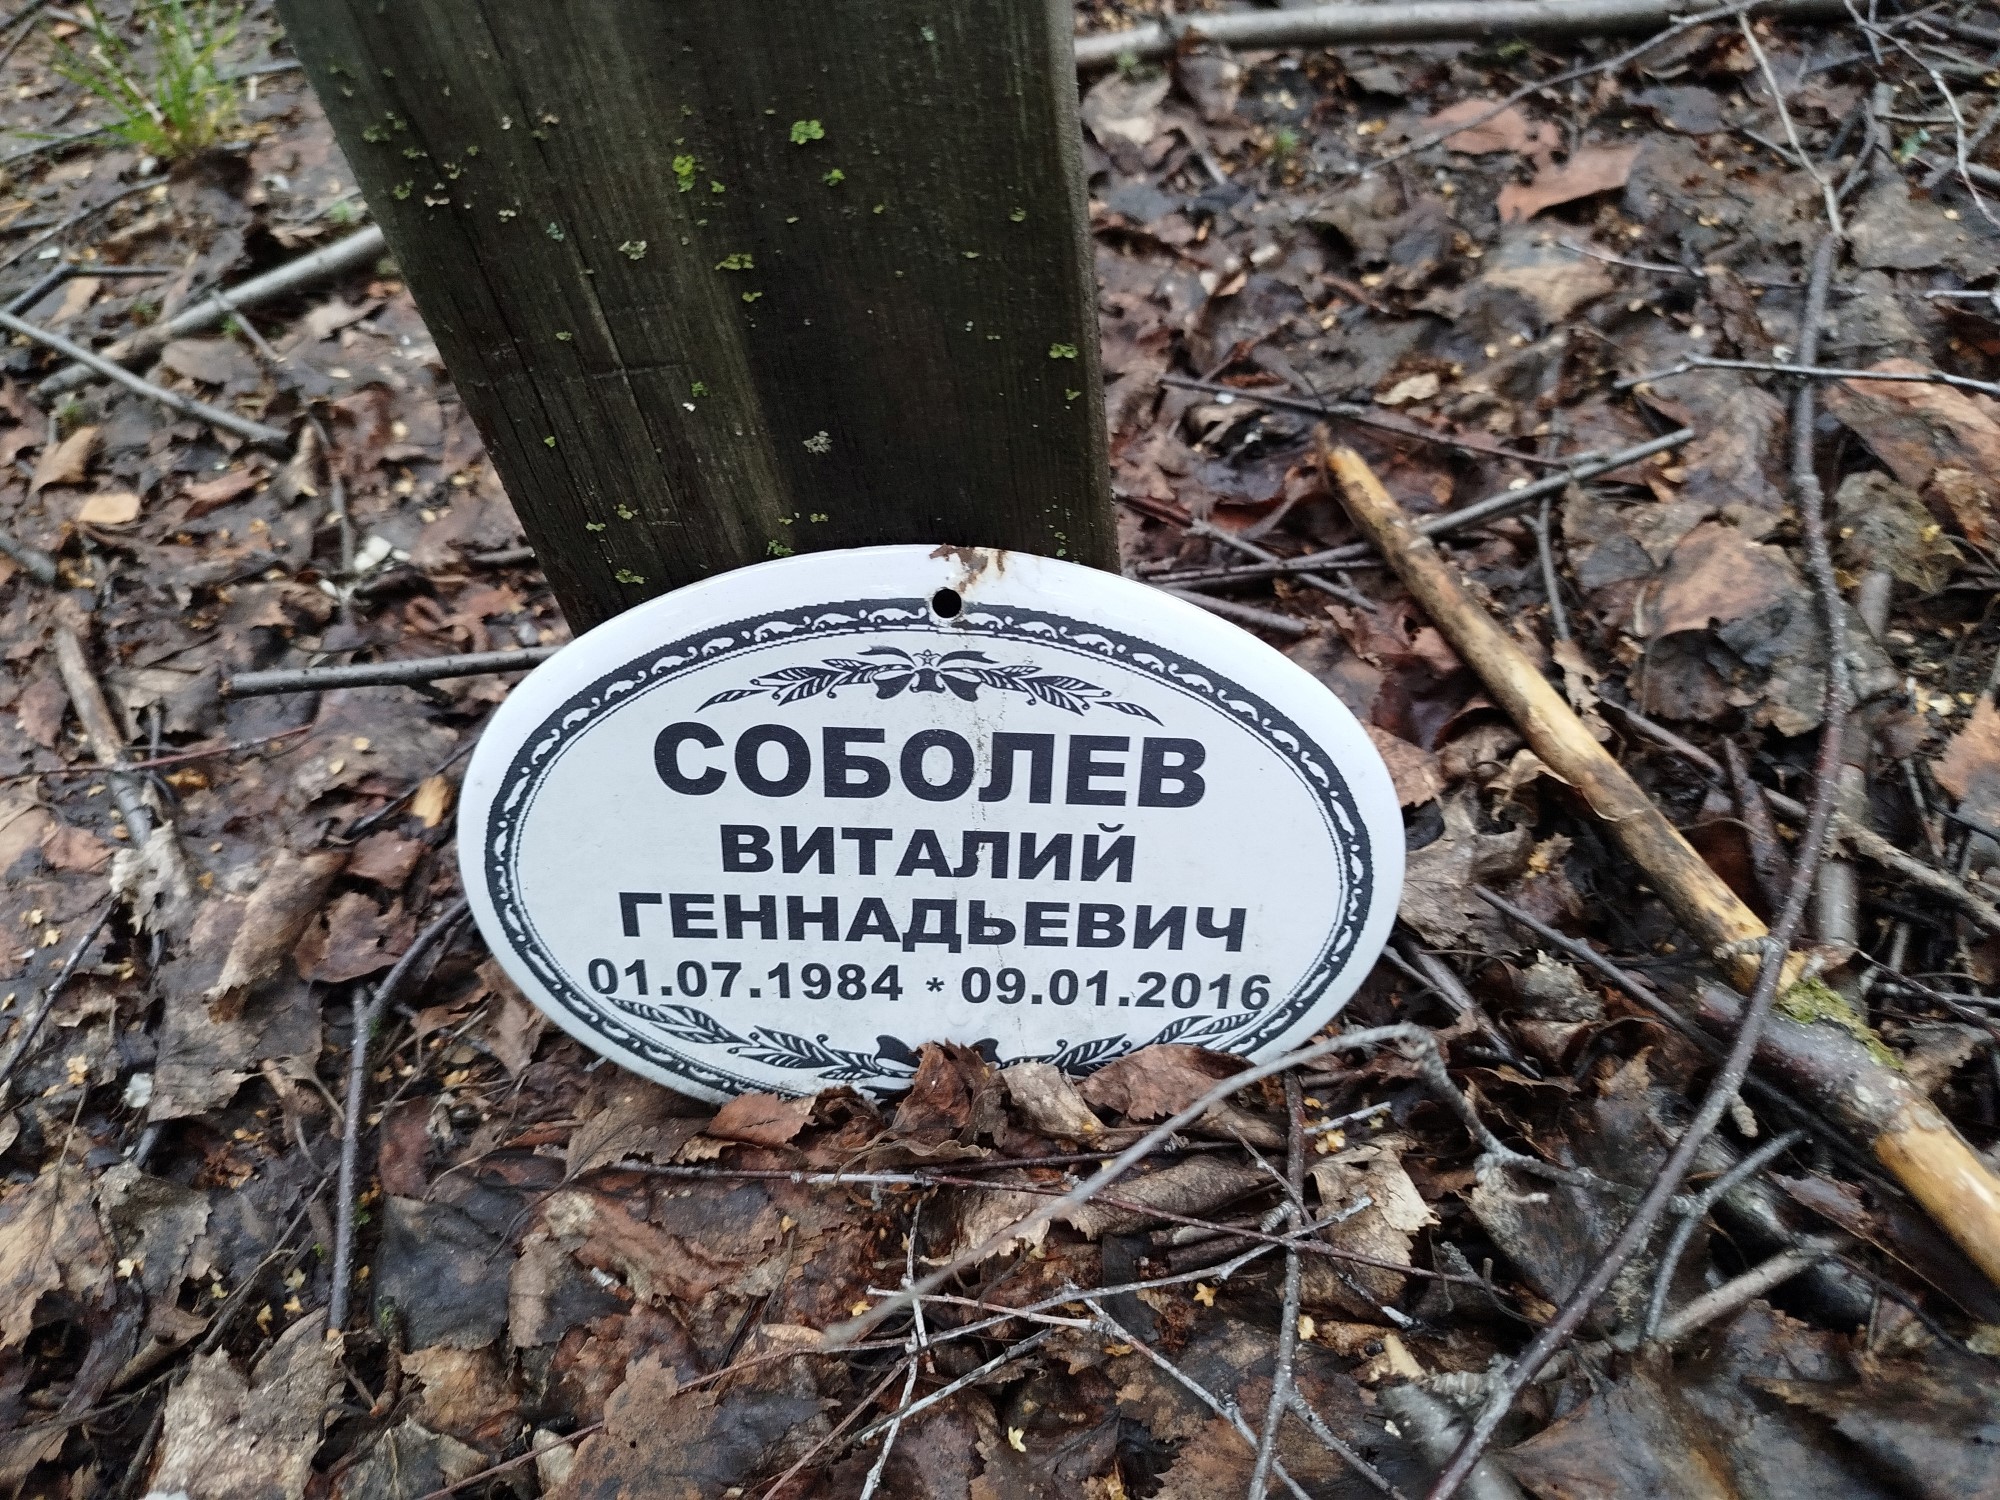 СОБОЛЕВ
ВИТАЛИЙ
ГЕННАДЬЕВИЧ
01.07.1984 * 09.01.2016